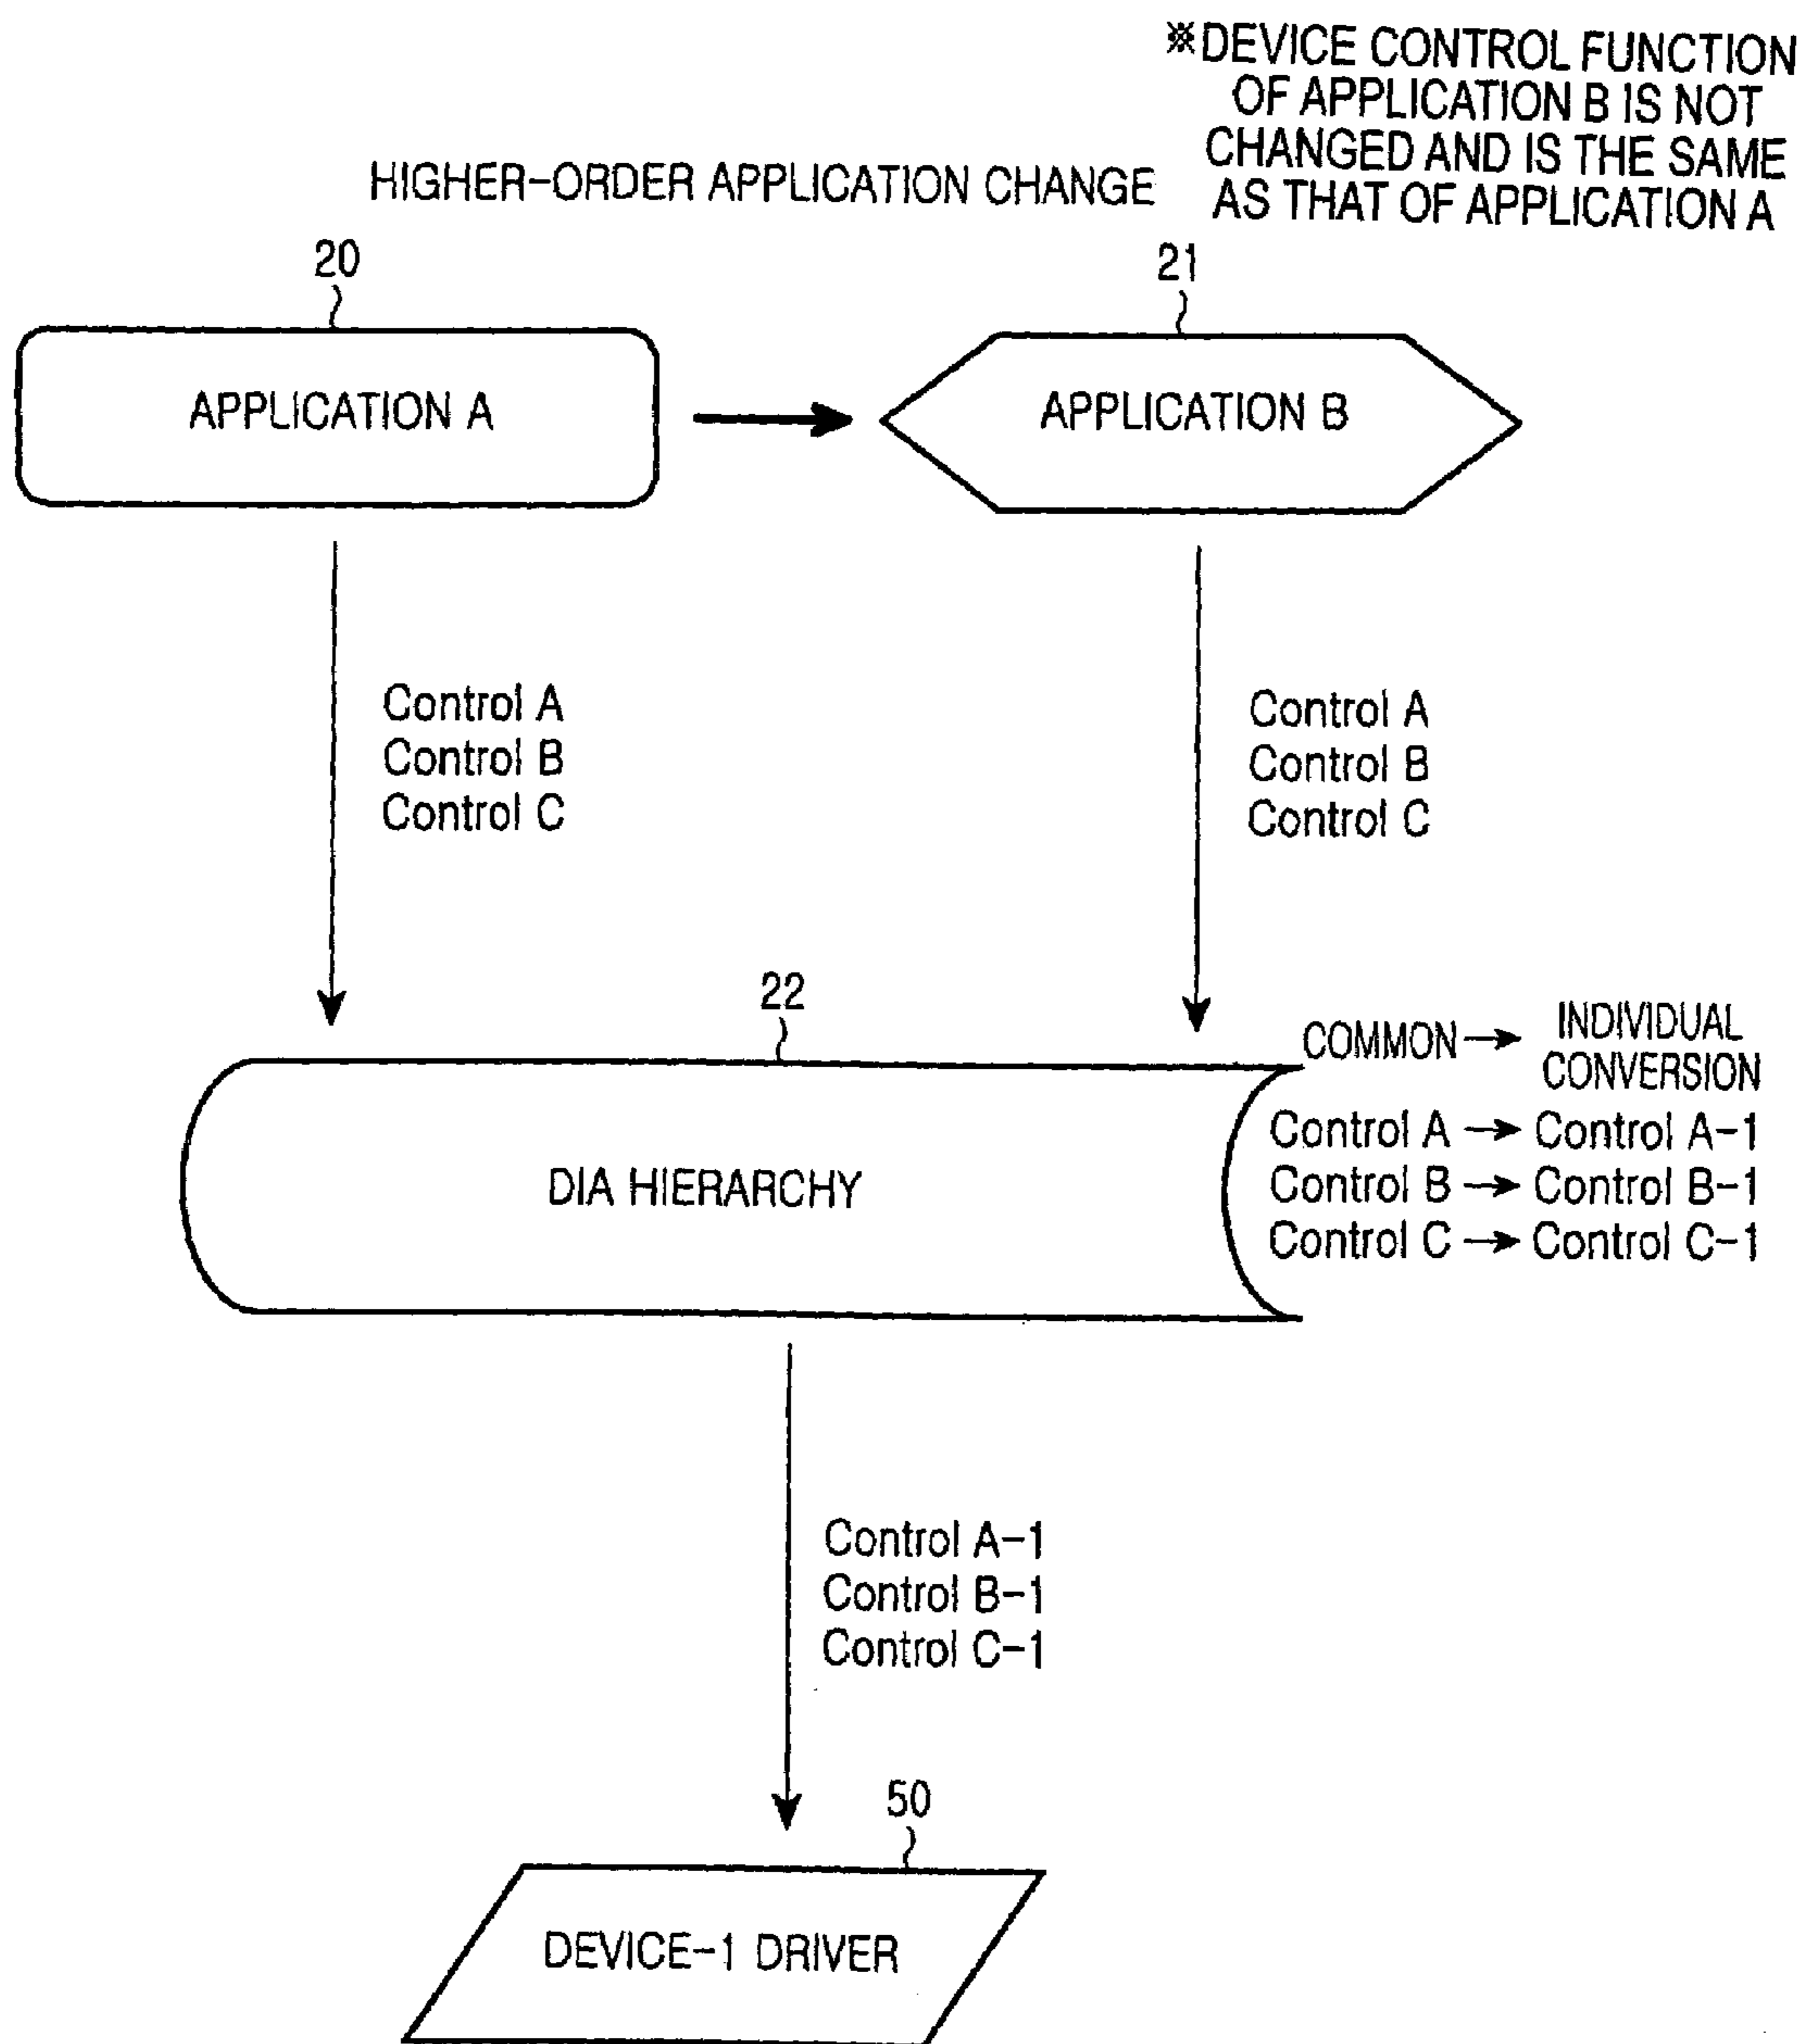 ※DEVICE CONTROL FUNCTION
OF APPLICATION B IS NOT
CHANGED AND IS THE SAME
AS THAT OF APPLICATION A
HIGHER-ORDER APPLICATION CHANGE
20
21
APPLICATION A
APPLICATION B
Control A
Control B
Control C
Control A
Control B
Control C
22
COMMON → INDIVIDUAL
CONVERSION
DIA HIERARCHY
Control A → Control A-1
Control B → Control B-1
Control C → Control C-1
Control A-1
Control B-1
Control C-1
50
DEVICE-1 DRIVER